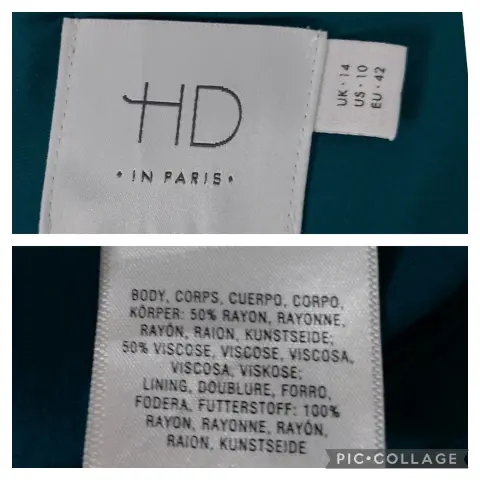 HD
• IN PARIS •
UK · 14
US · 10
EU · 42
BODY, CORPS, CUERPO, CORPO,
KÖRPER: 50% RAYON, RAYONNE,
RAYÓN, RAION, KUNSTSEIDE;
50% VISCOSE, VISCOSE, VISCOSA,
VISCOSA, VISKOSE;
LINING, DOUBLURE, FORRO,
FODERA, FUTTERSTOFF: 100%
RAYON, RAYONNE, RAYÓN,
RAION, KUNSTSEIDE
PIC•COLLAGE